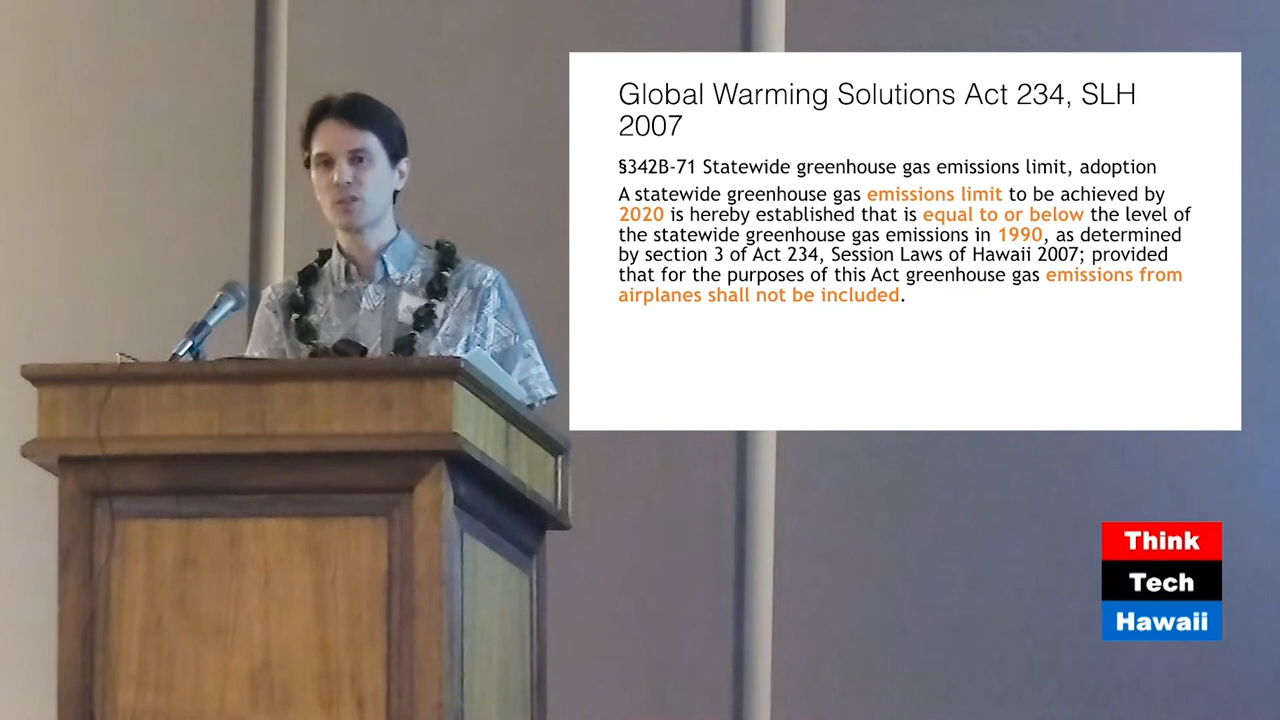 Global Warming Solutions Act 234, SLH
2007
§342B-71 Statewide greenhouse gas emissions limit, adoption
A statewide greenhouse gas emissions limit to be achieved by
2020 is hereby established that is equal to or below the level of
the statewide greenhouse gas emissions in 1990, as determined
by section 3 of Act 234, Session Laws of Hawaii 2007; provided
that for the purposes of this Act greenhouse gas emissions from
airplanes shall not be included.
Think
Tech
Hawaii